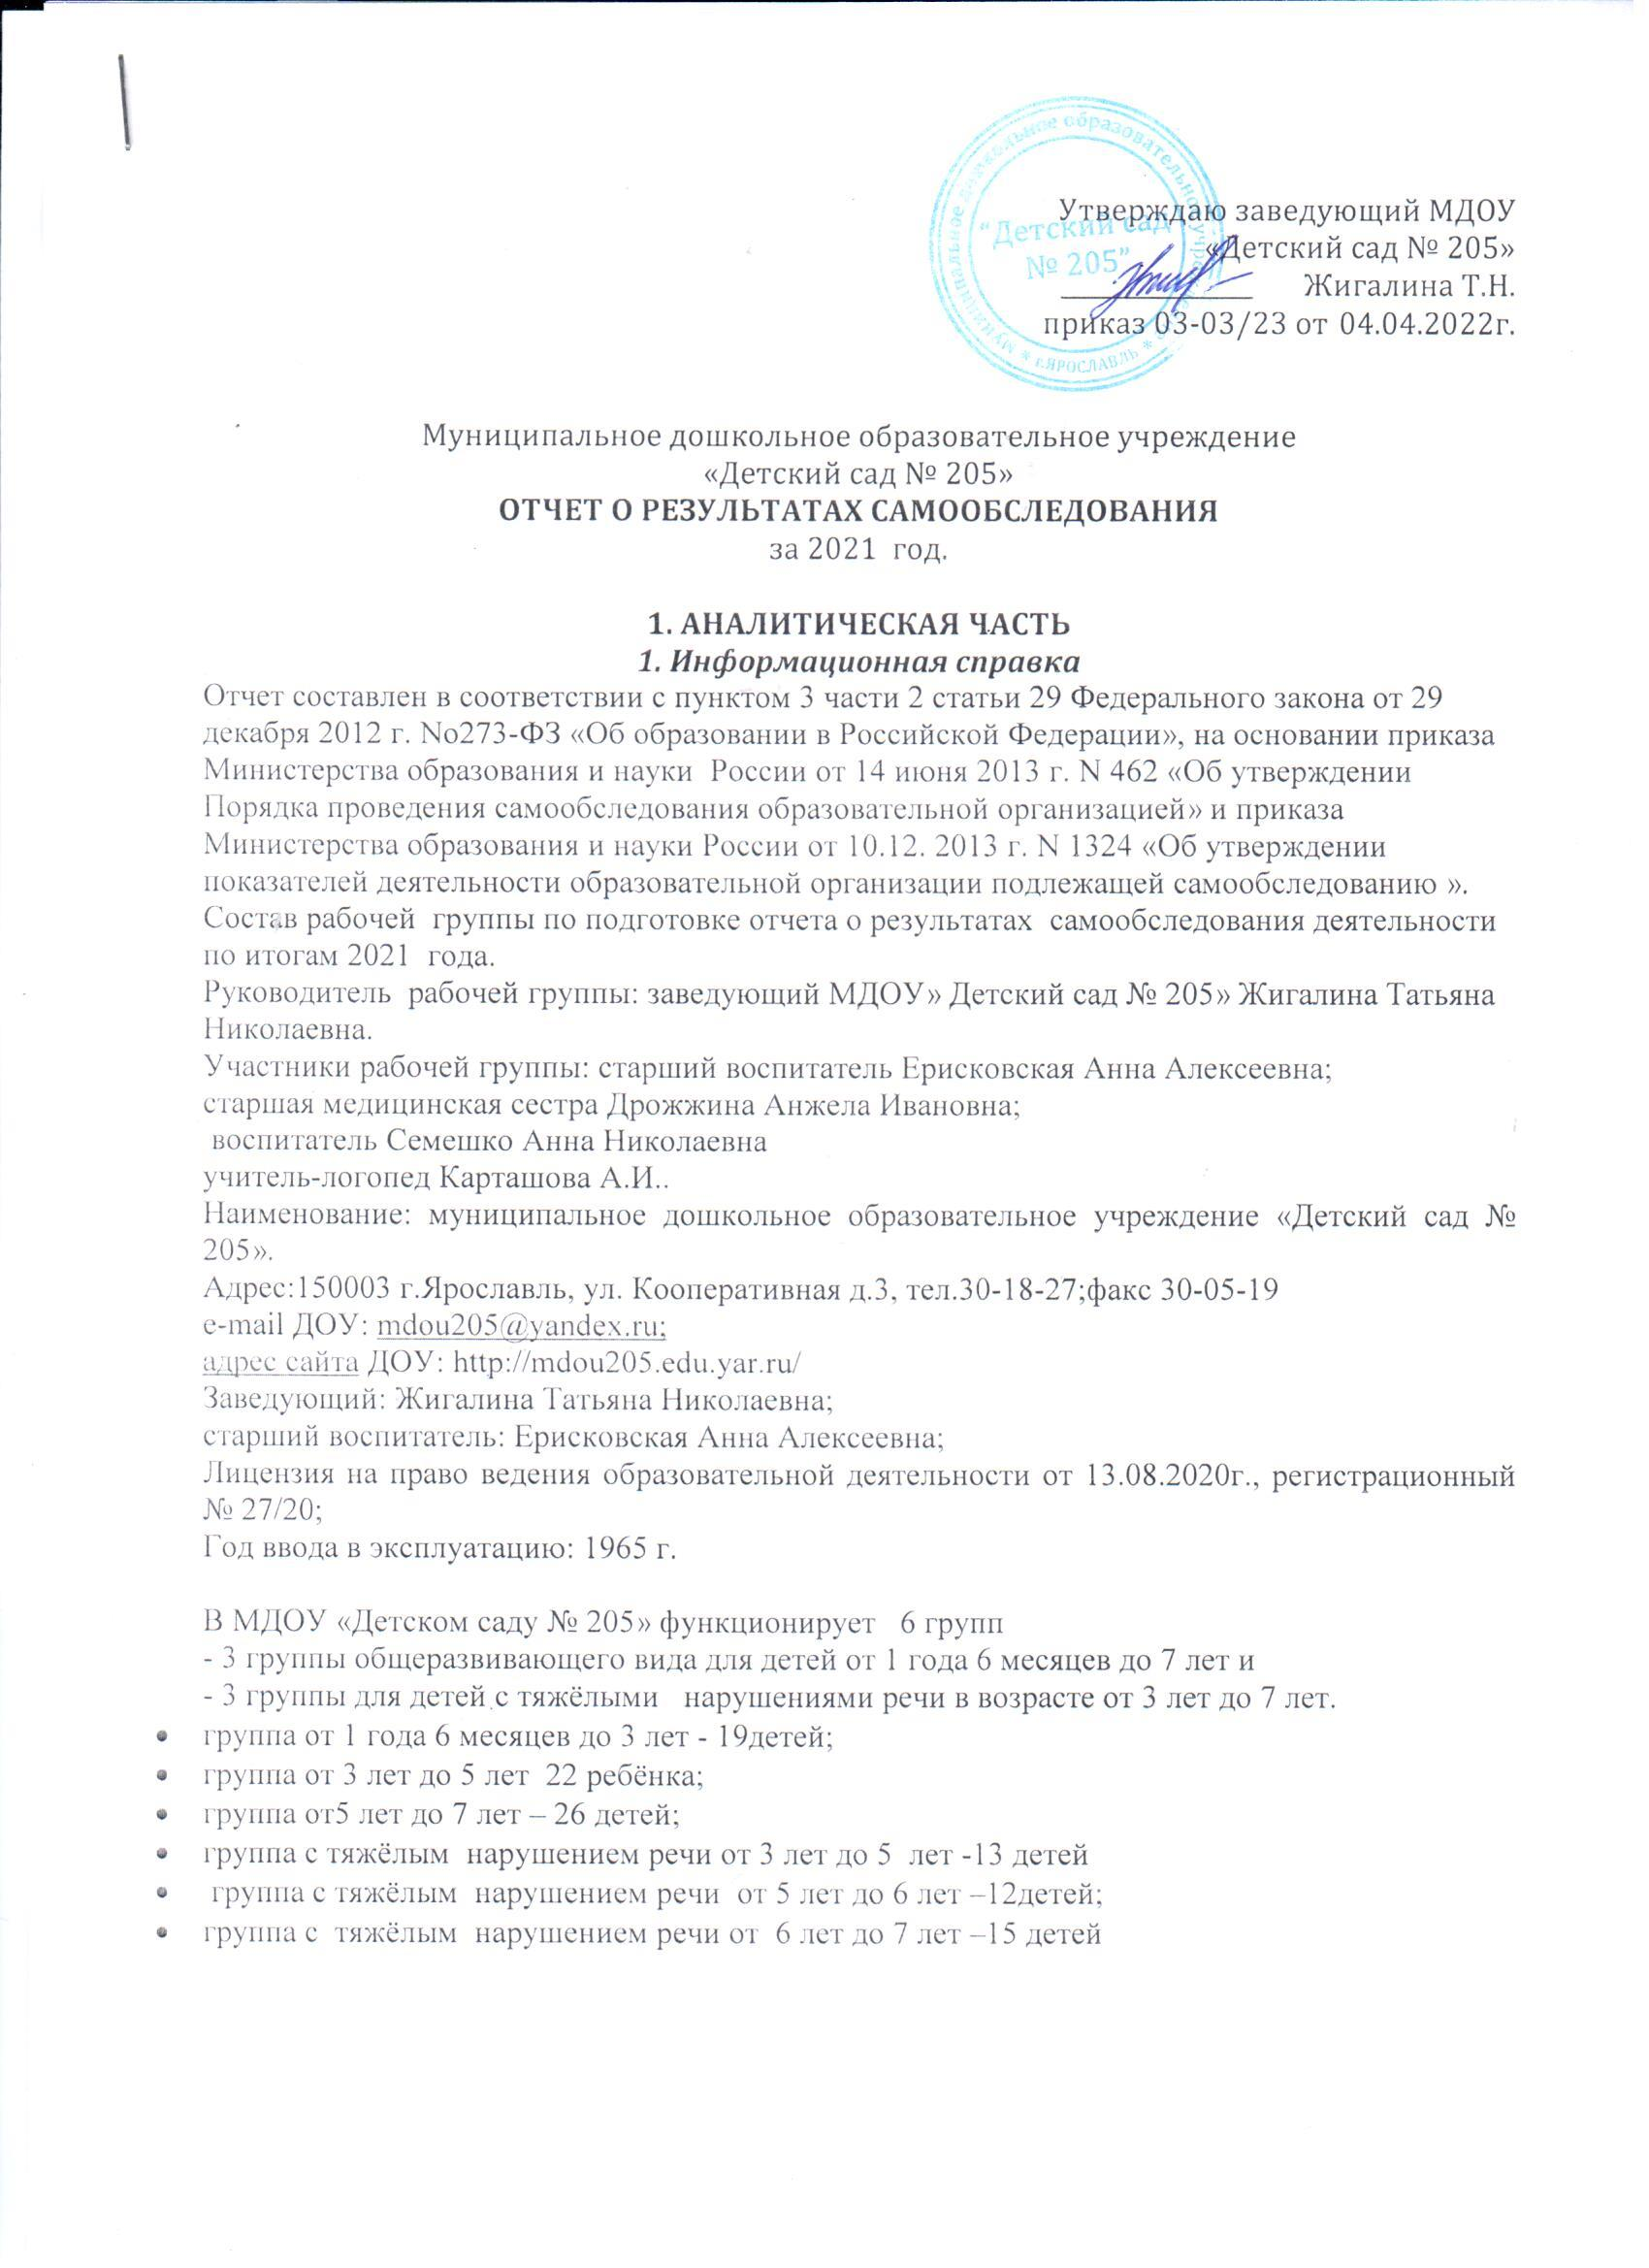 Муниципальное дошкольное образовательное учреждение
* г.ЯРОСЛАВЛЬ *
"Детский сад
№ 205"
Утверждаю заведующий МДОУ
«Детский сад № 205»
Жигалина Т.Н.
приказ 03-03/23 от 04.04.2022г.
Муниципальное дошкольное образовательное учреждение
«Детский сад № 205»
ОТЧЕТ О РЕЗУЛЬТАТАХ САМООБСЛЕДОВАНИЯ
за 2021 год.
1. АНАЛИТИЧЕСКАЯ ЧАСТЬ
1. Информационная справка
Отчет составлен в соответствии с пунктом 3 части 2 статьи 29 Федерального закона от 29
декабря 2012 г. No273-ФЗ «Об образовании в Российской Федерации», на основании приказа
Министерства образования и науки России от 14 июня 2013 г. N 462 «Об утверждении
Порядка проведения самообследования образовательной организацией» и приказа
Министерства образования и науки России от 10.12. 2013 г. N 1324 «Об утверждении
показателей деятельности образовательной организации подлежащей самообследованию ».
Состав рабочей группы по подготовке отчета о результатах самообследования деятельности
по итогам 2021 года.
Руководитель рабочей группы: заведующий МДОУ» Детский сад № 205» Жигалина Татьяна
Николаевна.
Участники рабочей группы: старший воспитатель Ерисковская Анна Алексеевна;
старшая медицинская сестра Дрожжина Анжела Ивановна;
воспитатель Семешко Анна Николаевна
учитель-логопед Карташова А.И..
Наименование: муниципальное дошкольное образовательное учреждение «Детский сад №
205».
Адрес:150003 г.Ярославль, ул. Кооперативная д.3, тел.30-18-27;факс 30-05-19
e-mail ДОУ: mdou205@yandex.ru;
адрес сайта ДОУ: http://mdou205.edu.yar.ru/
Заведующий: Жигалина Татьяна Николаевна;
старший воспитатель: Ерисковская Анна Алексеевна;
Лицензия на право ведения образовательной деятельности от 13.08.2020г., регистрационный
№ 27/20;
Год ввода в эксплуатацию: 1965 г.
В МДОУ «Детском саду № 205» функционирует 6 групп
- 3 группы общеразвивающего вида для детей от 1 года 6 месяцев до 7 лет и
- 3 группы для детей с тяжёлыми нарушениями речи в возрасте от 3 лет до 7 лет.
• группа от 1 года 6 месяцев до 3 лет - 19детей;
• группа от 3 лет до 5 лет 22 ребёнка;
• группа от5 лет до 7 лет – 26 детей;
• группа с тяжёлым нарушением речи от 3 лет до 5 лет -13 детей
• группа с тяжёлым нарушением речи от 5 лет до 6 лет –12детей;
• группа с тяжёлым нарушением речи от 6 лет до 7 лет –15 детей